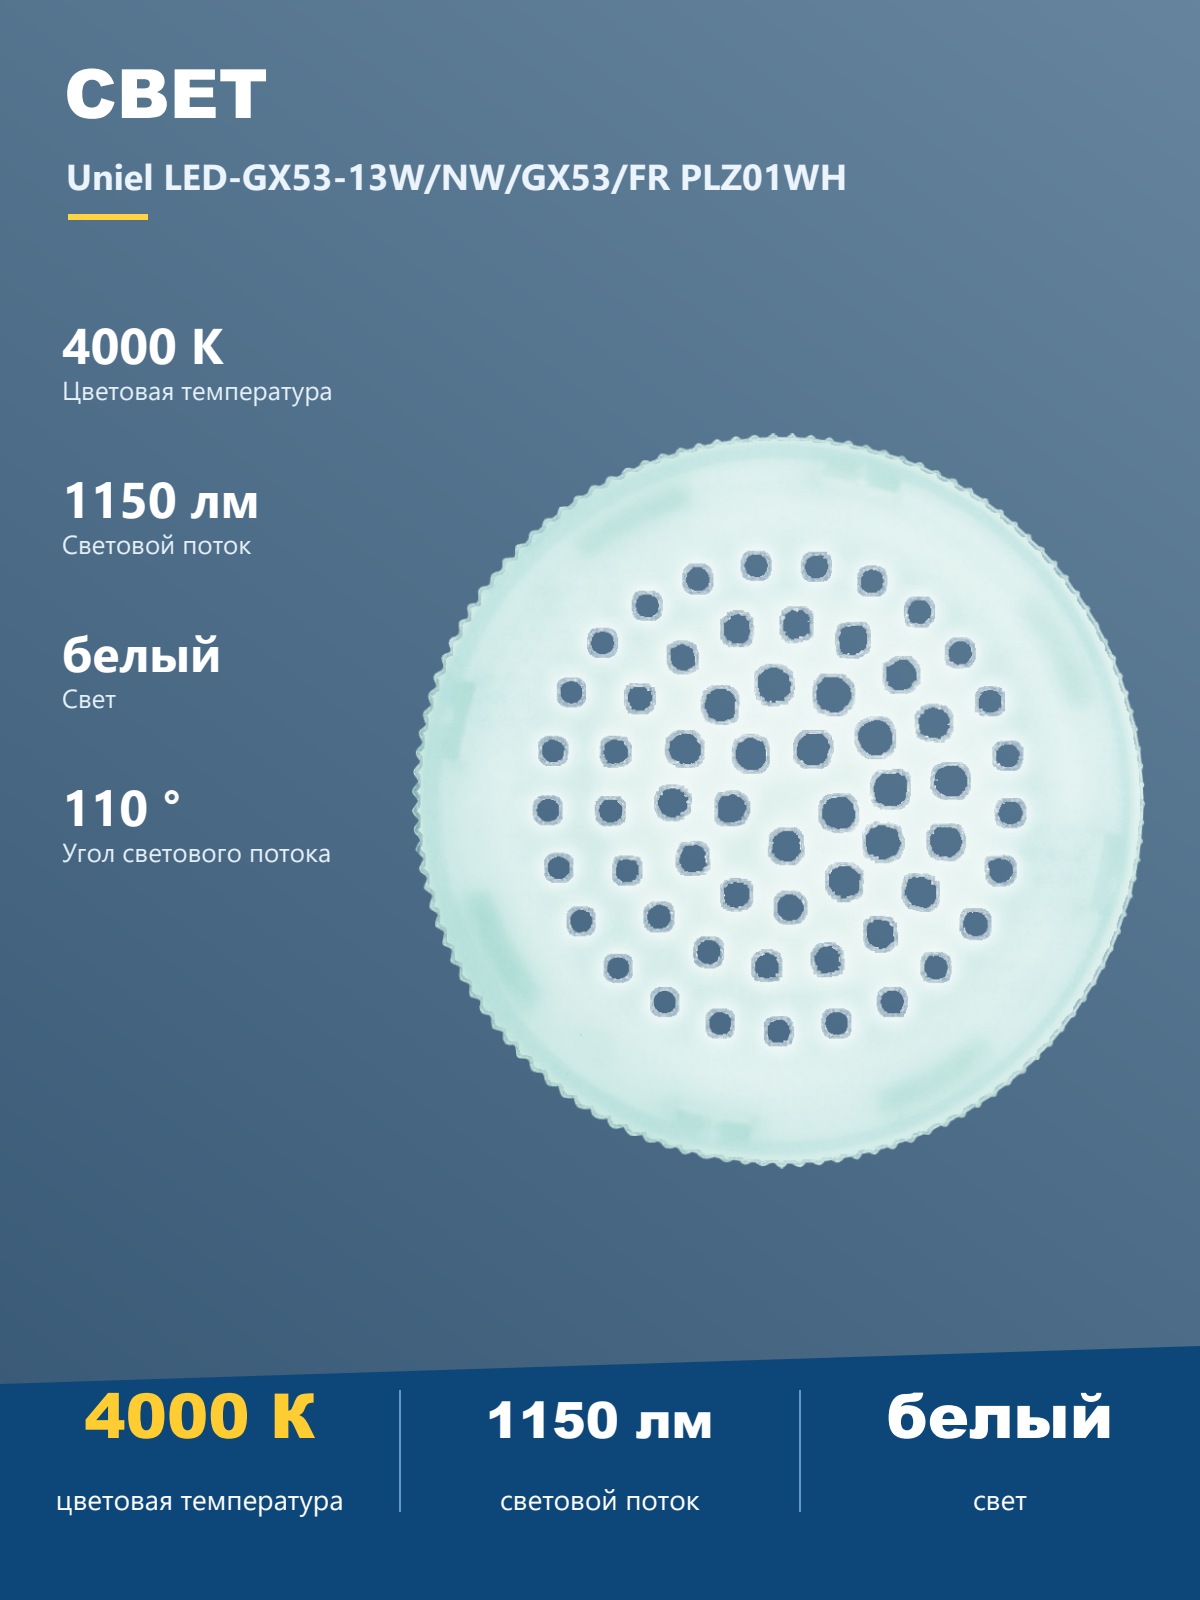 СВЕТ
Uniel LED-GX53-13W/NW/GX53/FR PLZ01WH
4000 К
Цветовая температура
1150 лм
Световой поток
белый
Свет
110 °
Угол светового потока
4000 К
цветовая температура
1150 лм
световой поток
белый
свет